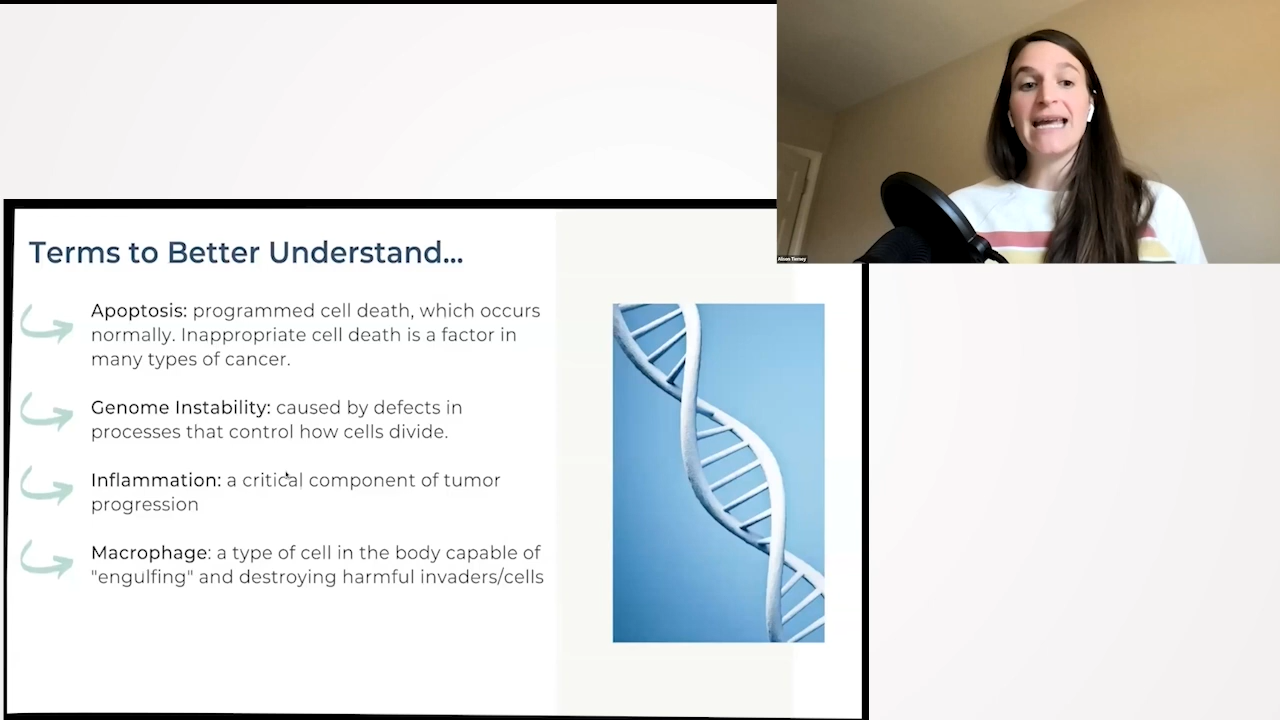 Alison Tierney
Terms to Better Understand...
Apoptosis: programmed cell death, which occurs
normally. Inappropriate cell death is a factor in
many types of cancer.
Genome Instability: caused by defects in
processes that control how cells divide.
Inflammation: a critical component of tumor
progression
Macrophage: a type of cell in the body capable of
"engulfing" and destroying harmful invaders/cells